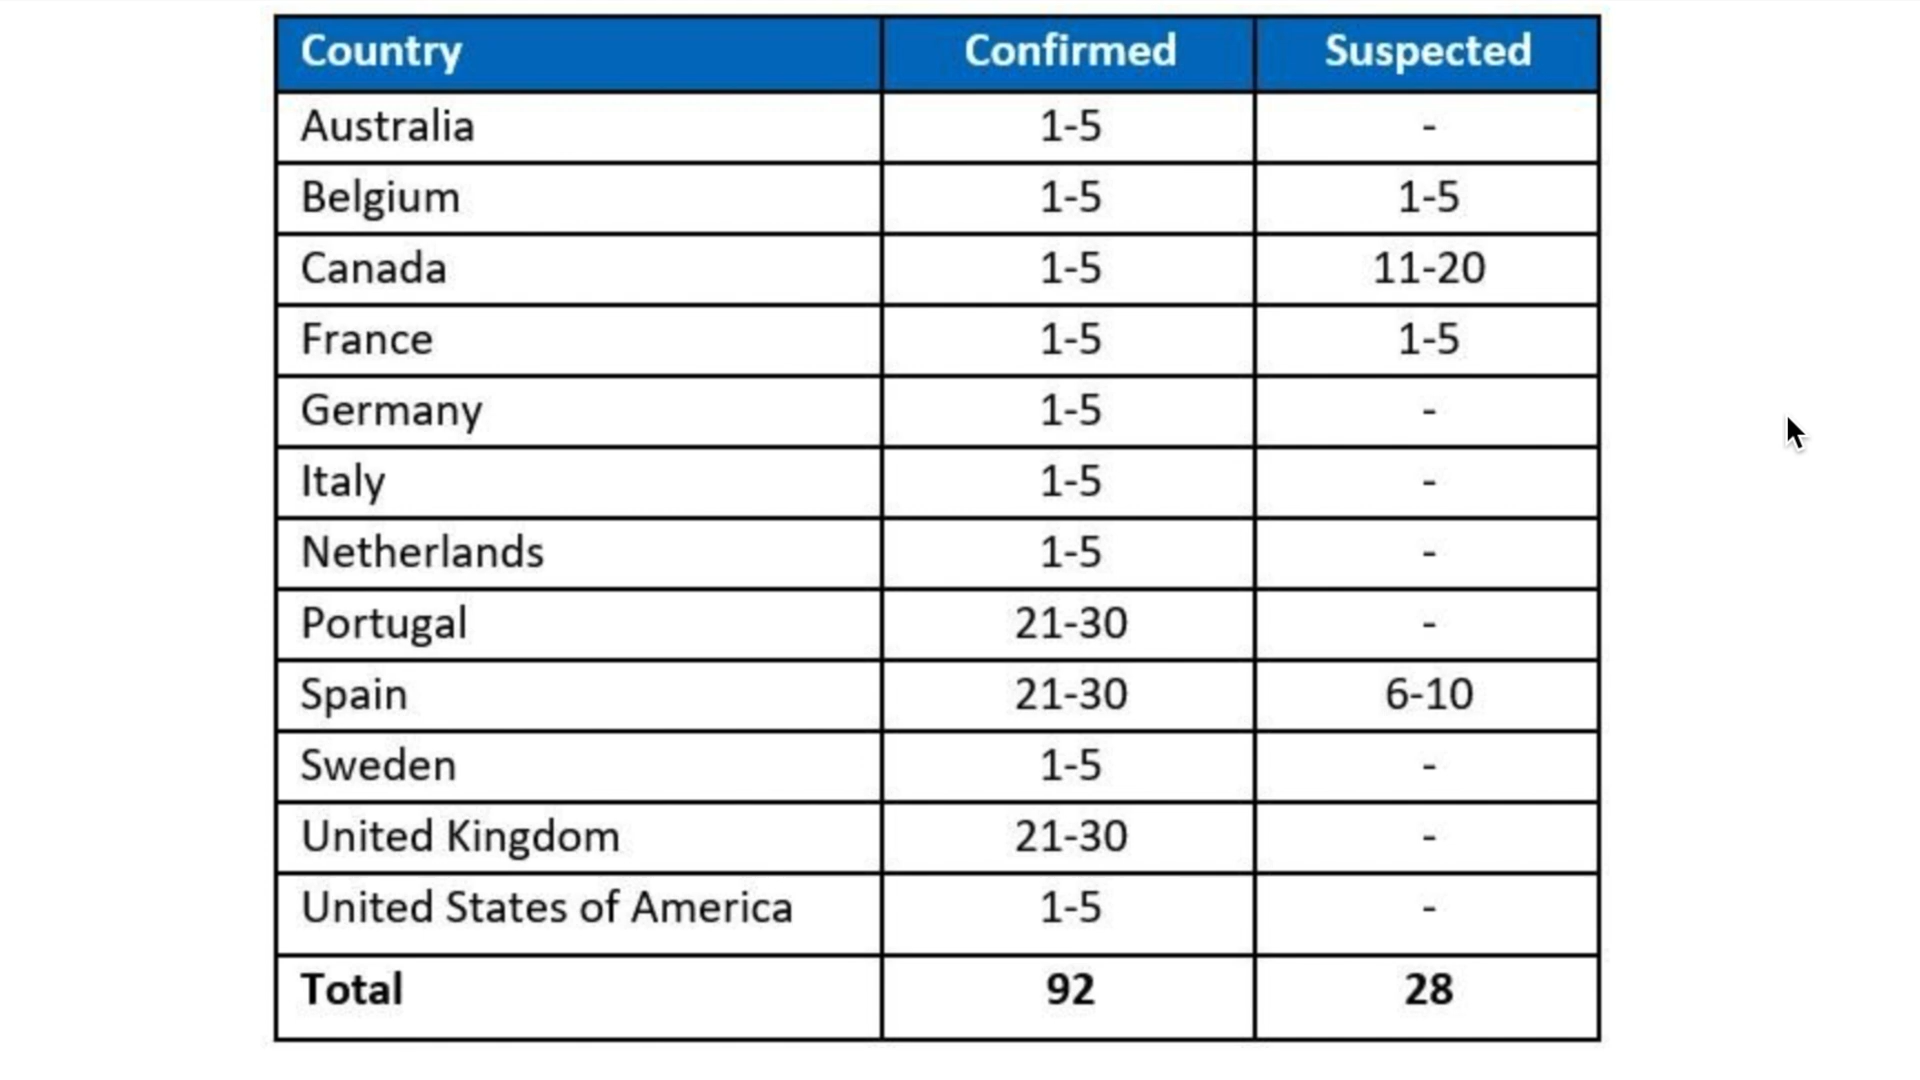 Country Confirmed Suspected
Australia 1-5 -
Belgium 1-5 1-5
Canada 1-5 11-20
France 1-5 1-5
Germany 1-5 -
Italy 1-5 -
Netherlands 1-5 -
Portugal 21-30 -
Spain 21-30 6-10
Sweden 1-5 -
United Kingdom 21-30 -
United States of America 1-5 -
Total 92 28